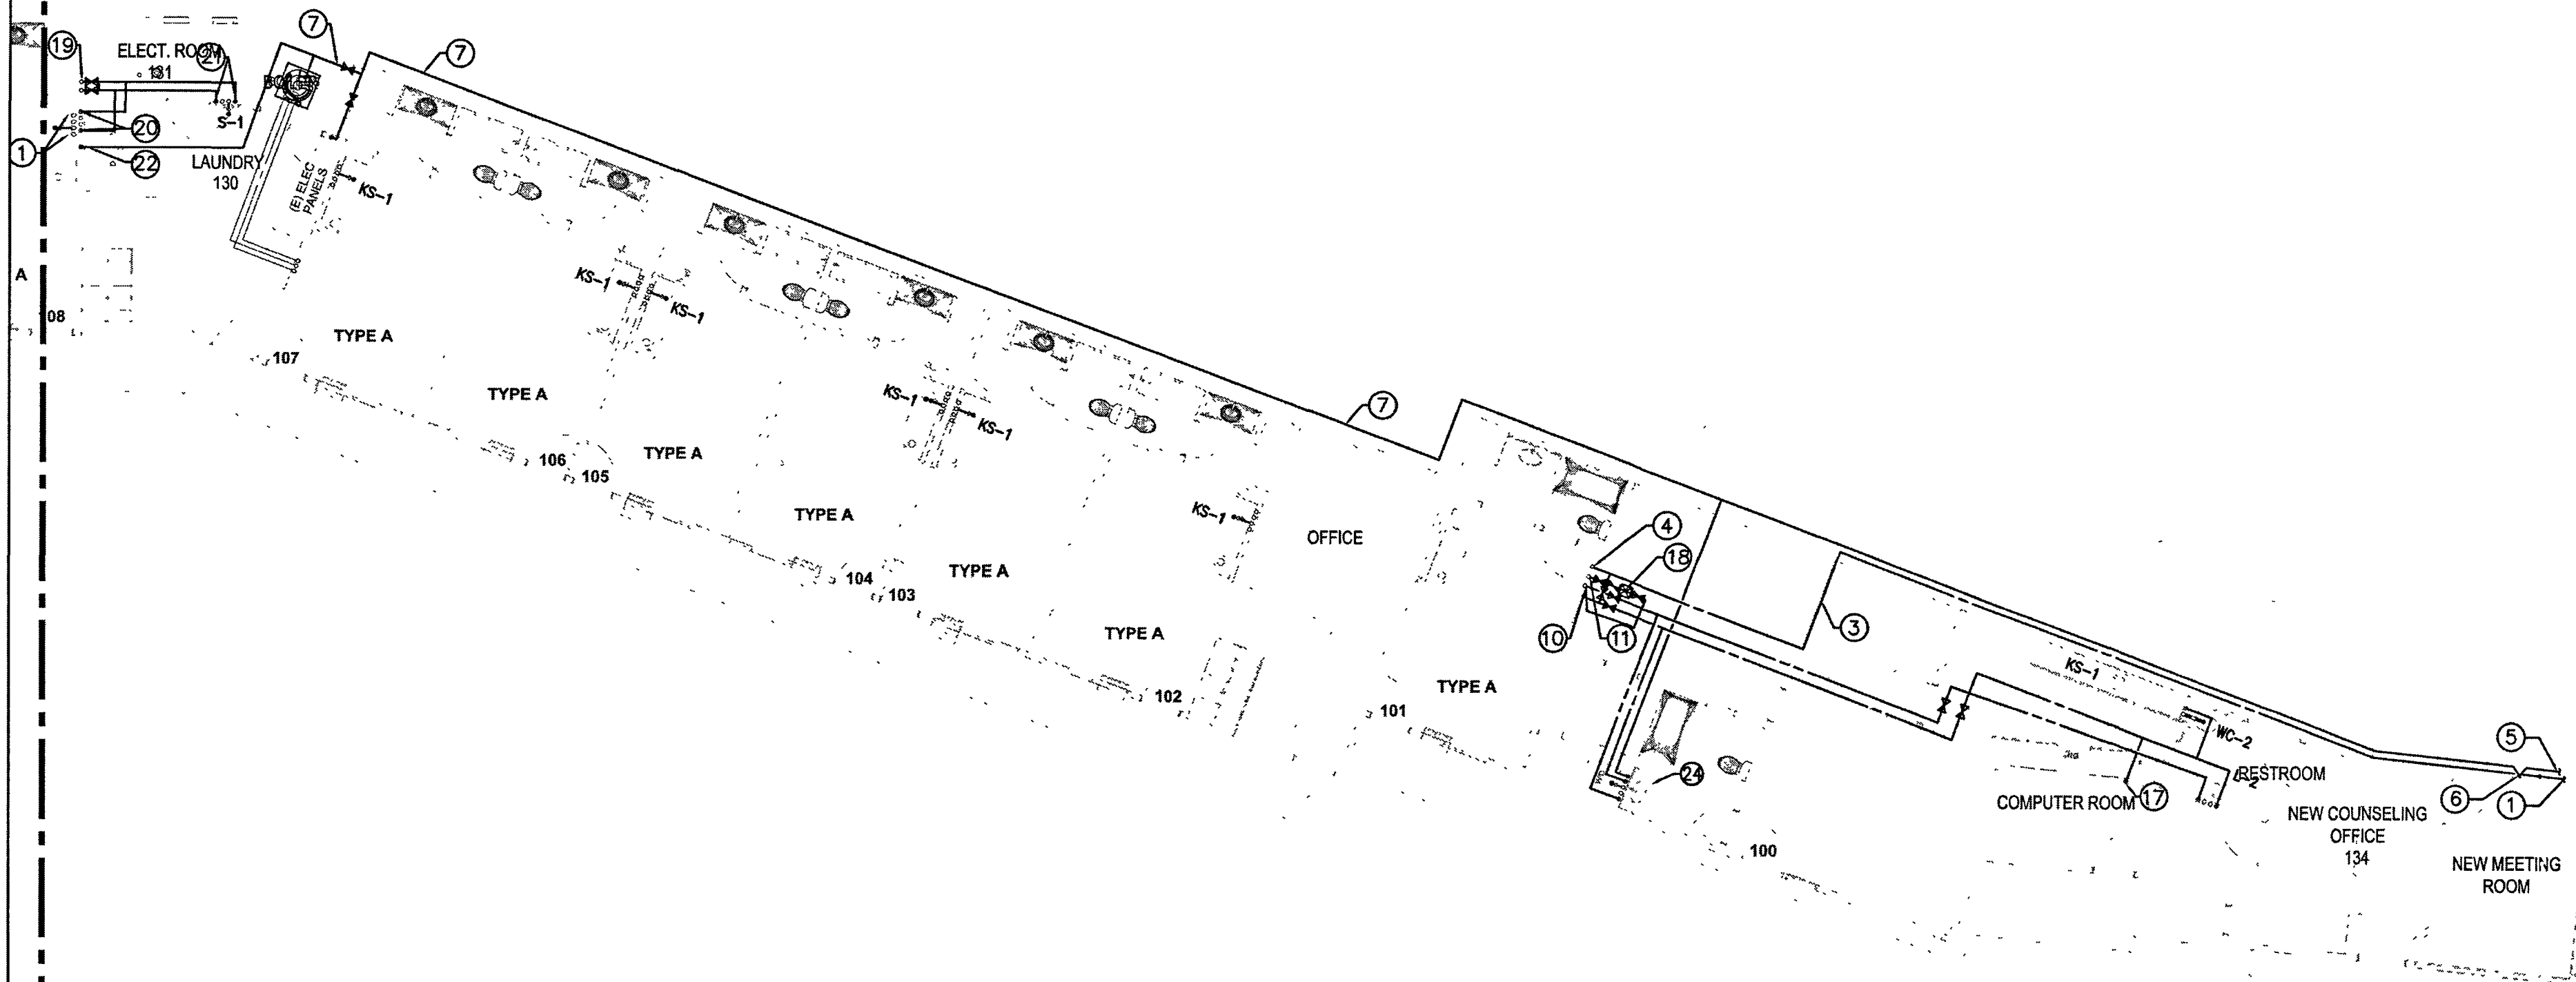 7
19
7
ELECT. ROOM
21
131
S-1
20
1
22
LAUNDRY
130
(E) ELEC
PANELS
KS-1
A
KS-1
KS-1
08
TYPE A
107
TYPE A
KS-1
KS-1
7
TYPE A
106
105
TYPE A
KS-1
OFFICE
4
18
TYPE A
104
103
10
11
3
TYPE A
KS-1
102
TYPE A
101
WC-2
5
24
RESTROOM
COMPUTER ROOM
17
6
1
NEW COUNSELING
OFFICE
134
100
NEW MEETING
ROOM